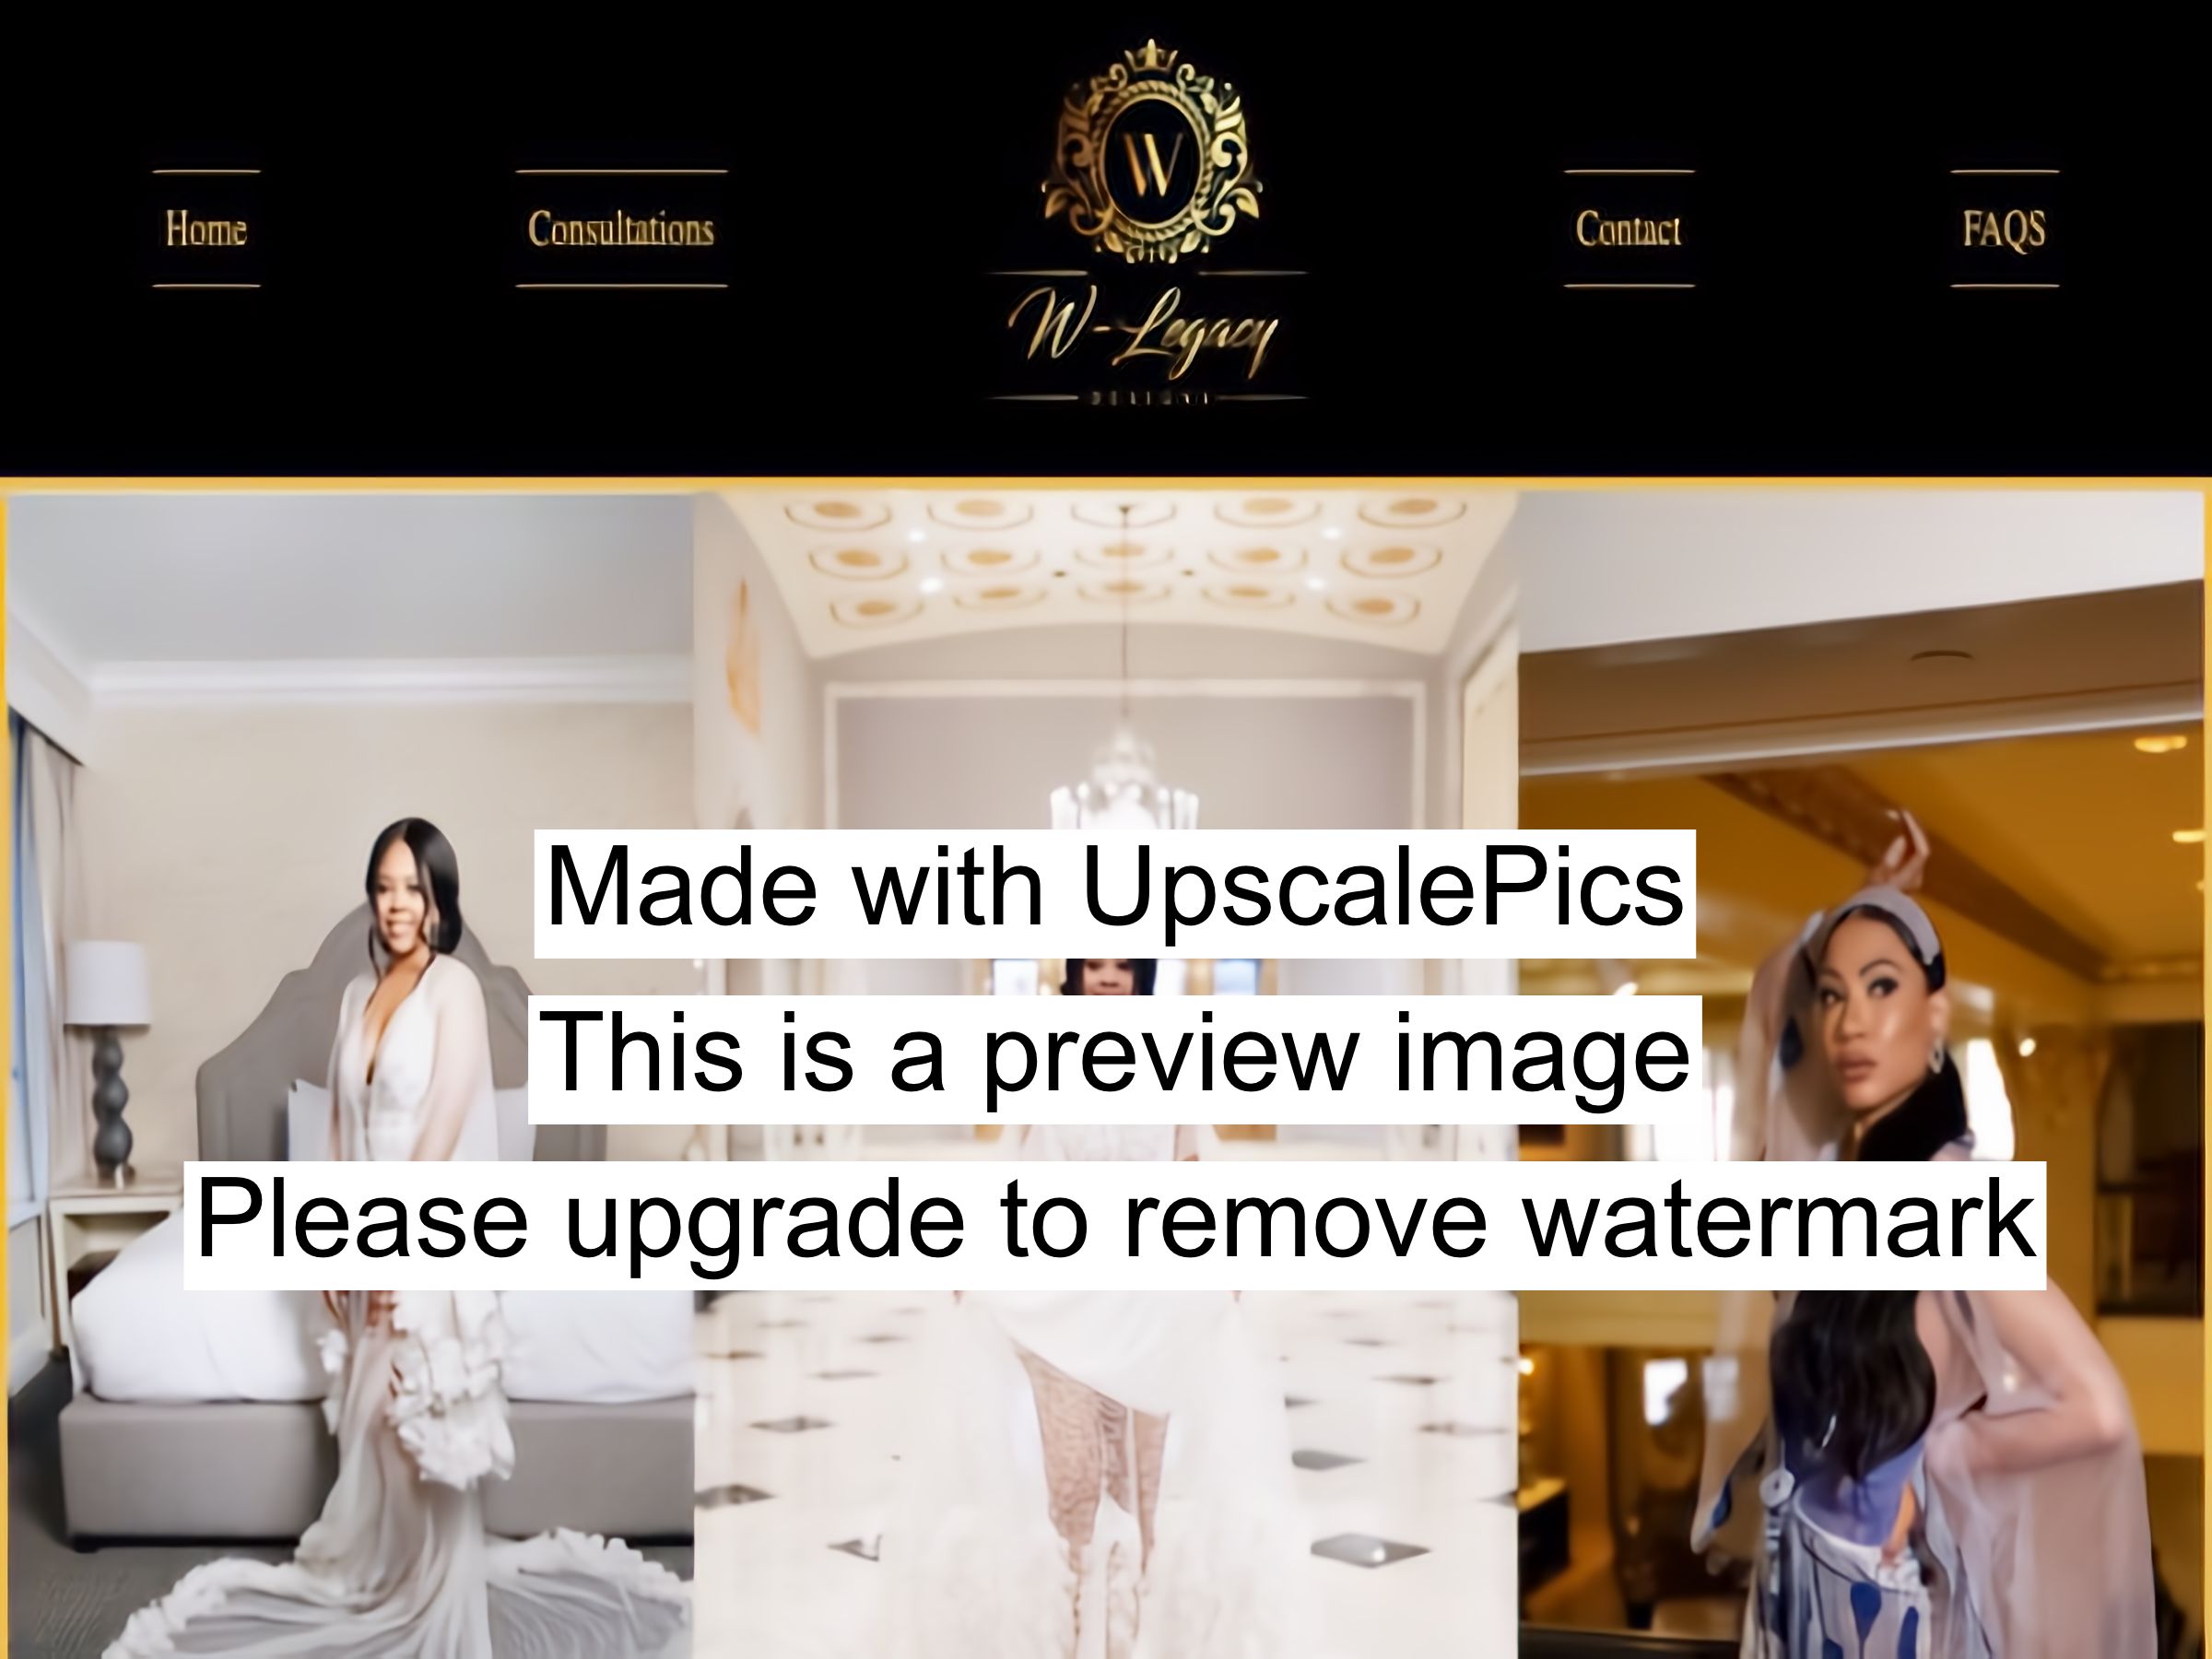 W
Home
Consultations
Contact
FAQS
W-Legacy
Made with UpscalePics
This is a preview image
Please upgrade to remove watermark